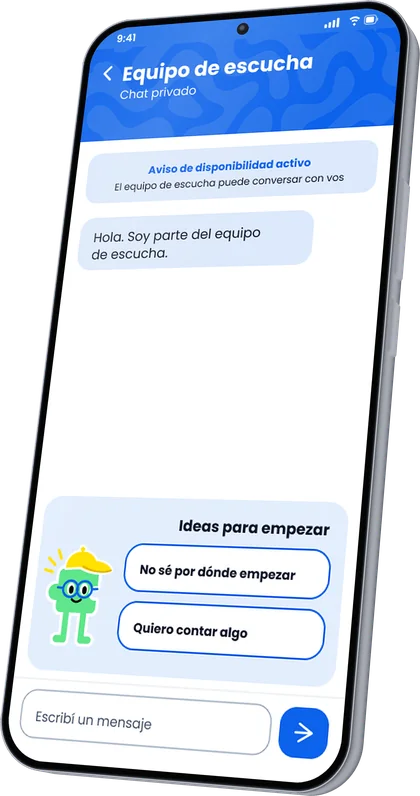 9:41
Equipo de escucha
Chat privado
Aviso de disponibilidad activo
El equipo de escucha puede conversar con vos
Hola. Soy parte del equipo
de escucha.
Ideas para empezar
No sé por dónde empezar
Quiero contar algo
Escribí un mensaje